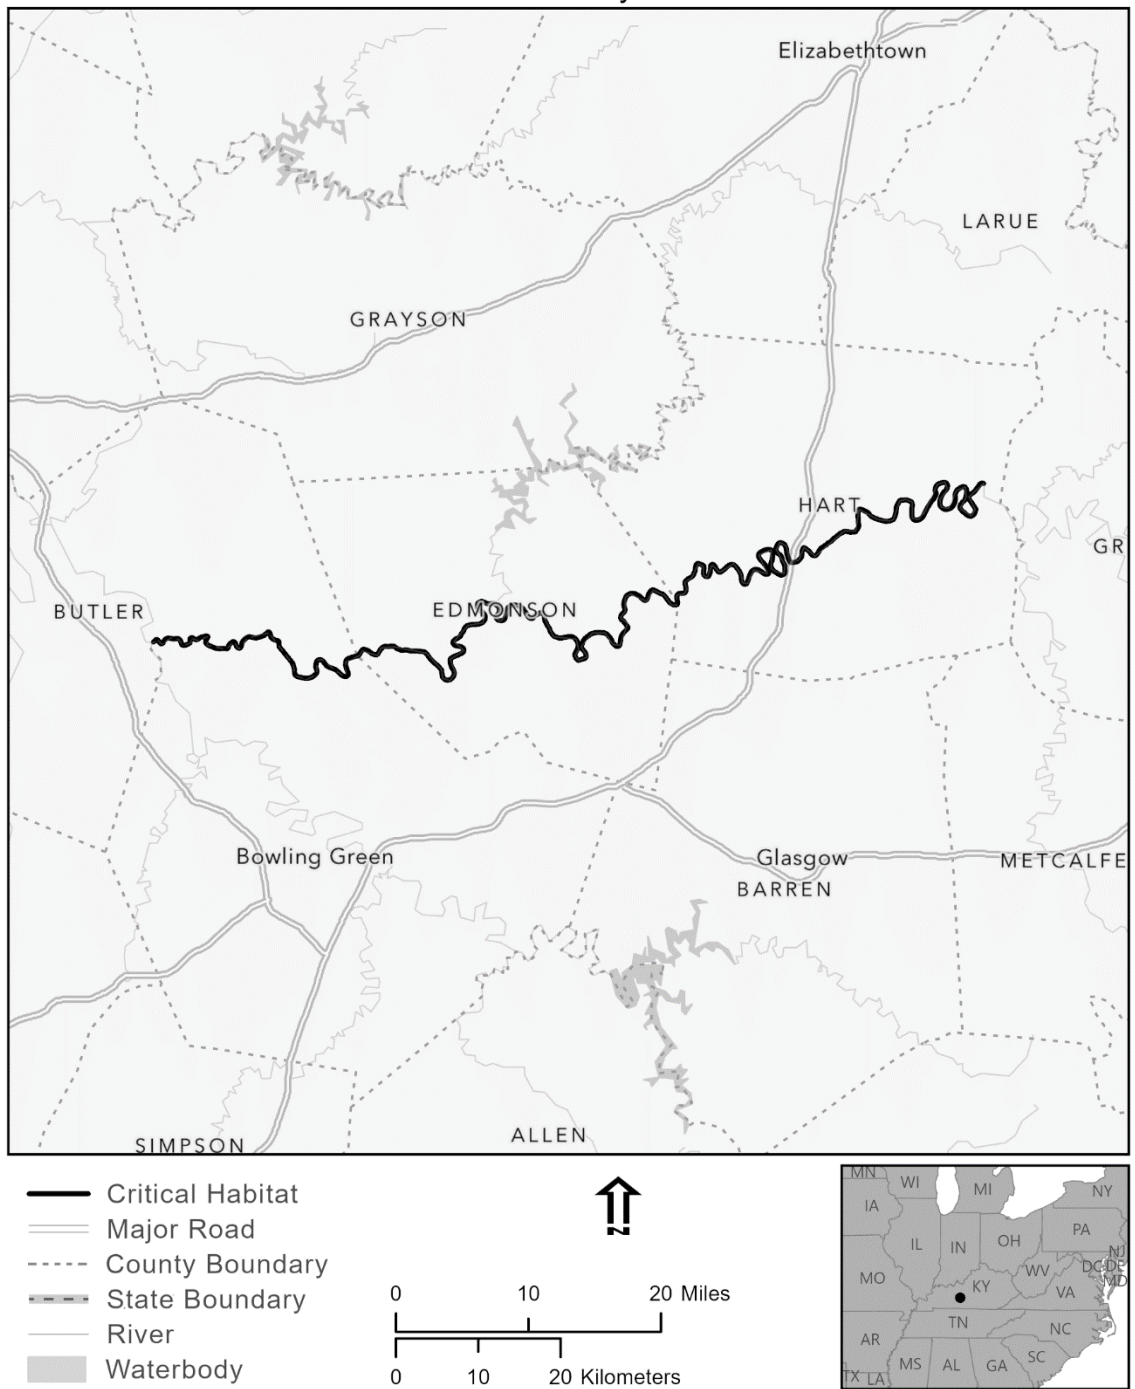 Elizabethtown
LARUE
GRAYSON
HART
GR
BUTLER
EDMONSON
Bowling Green
Glasgow
METCALFE
BARREN
ALLEN
SIMPSON
Critical Habitat
Major Road
County Boundary
State Boundary
River
Waterbody
N
0 10 20 Miles
0 10 20 Kilometers
MN WI MI NY
IA PA
IL IN OH NJ
MO WV DC DE
KY VA MD
TN NC
AR SC
MS AL GA
TX LA